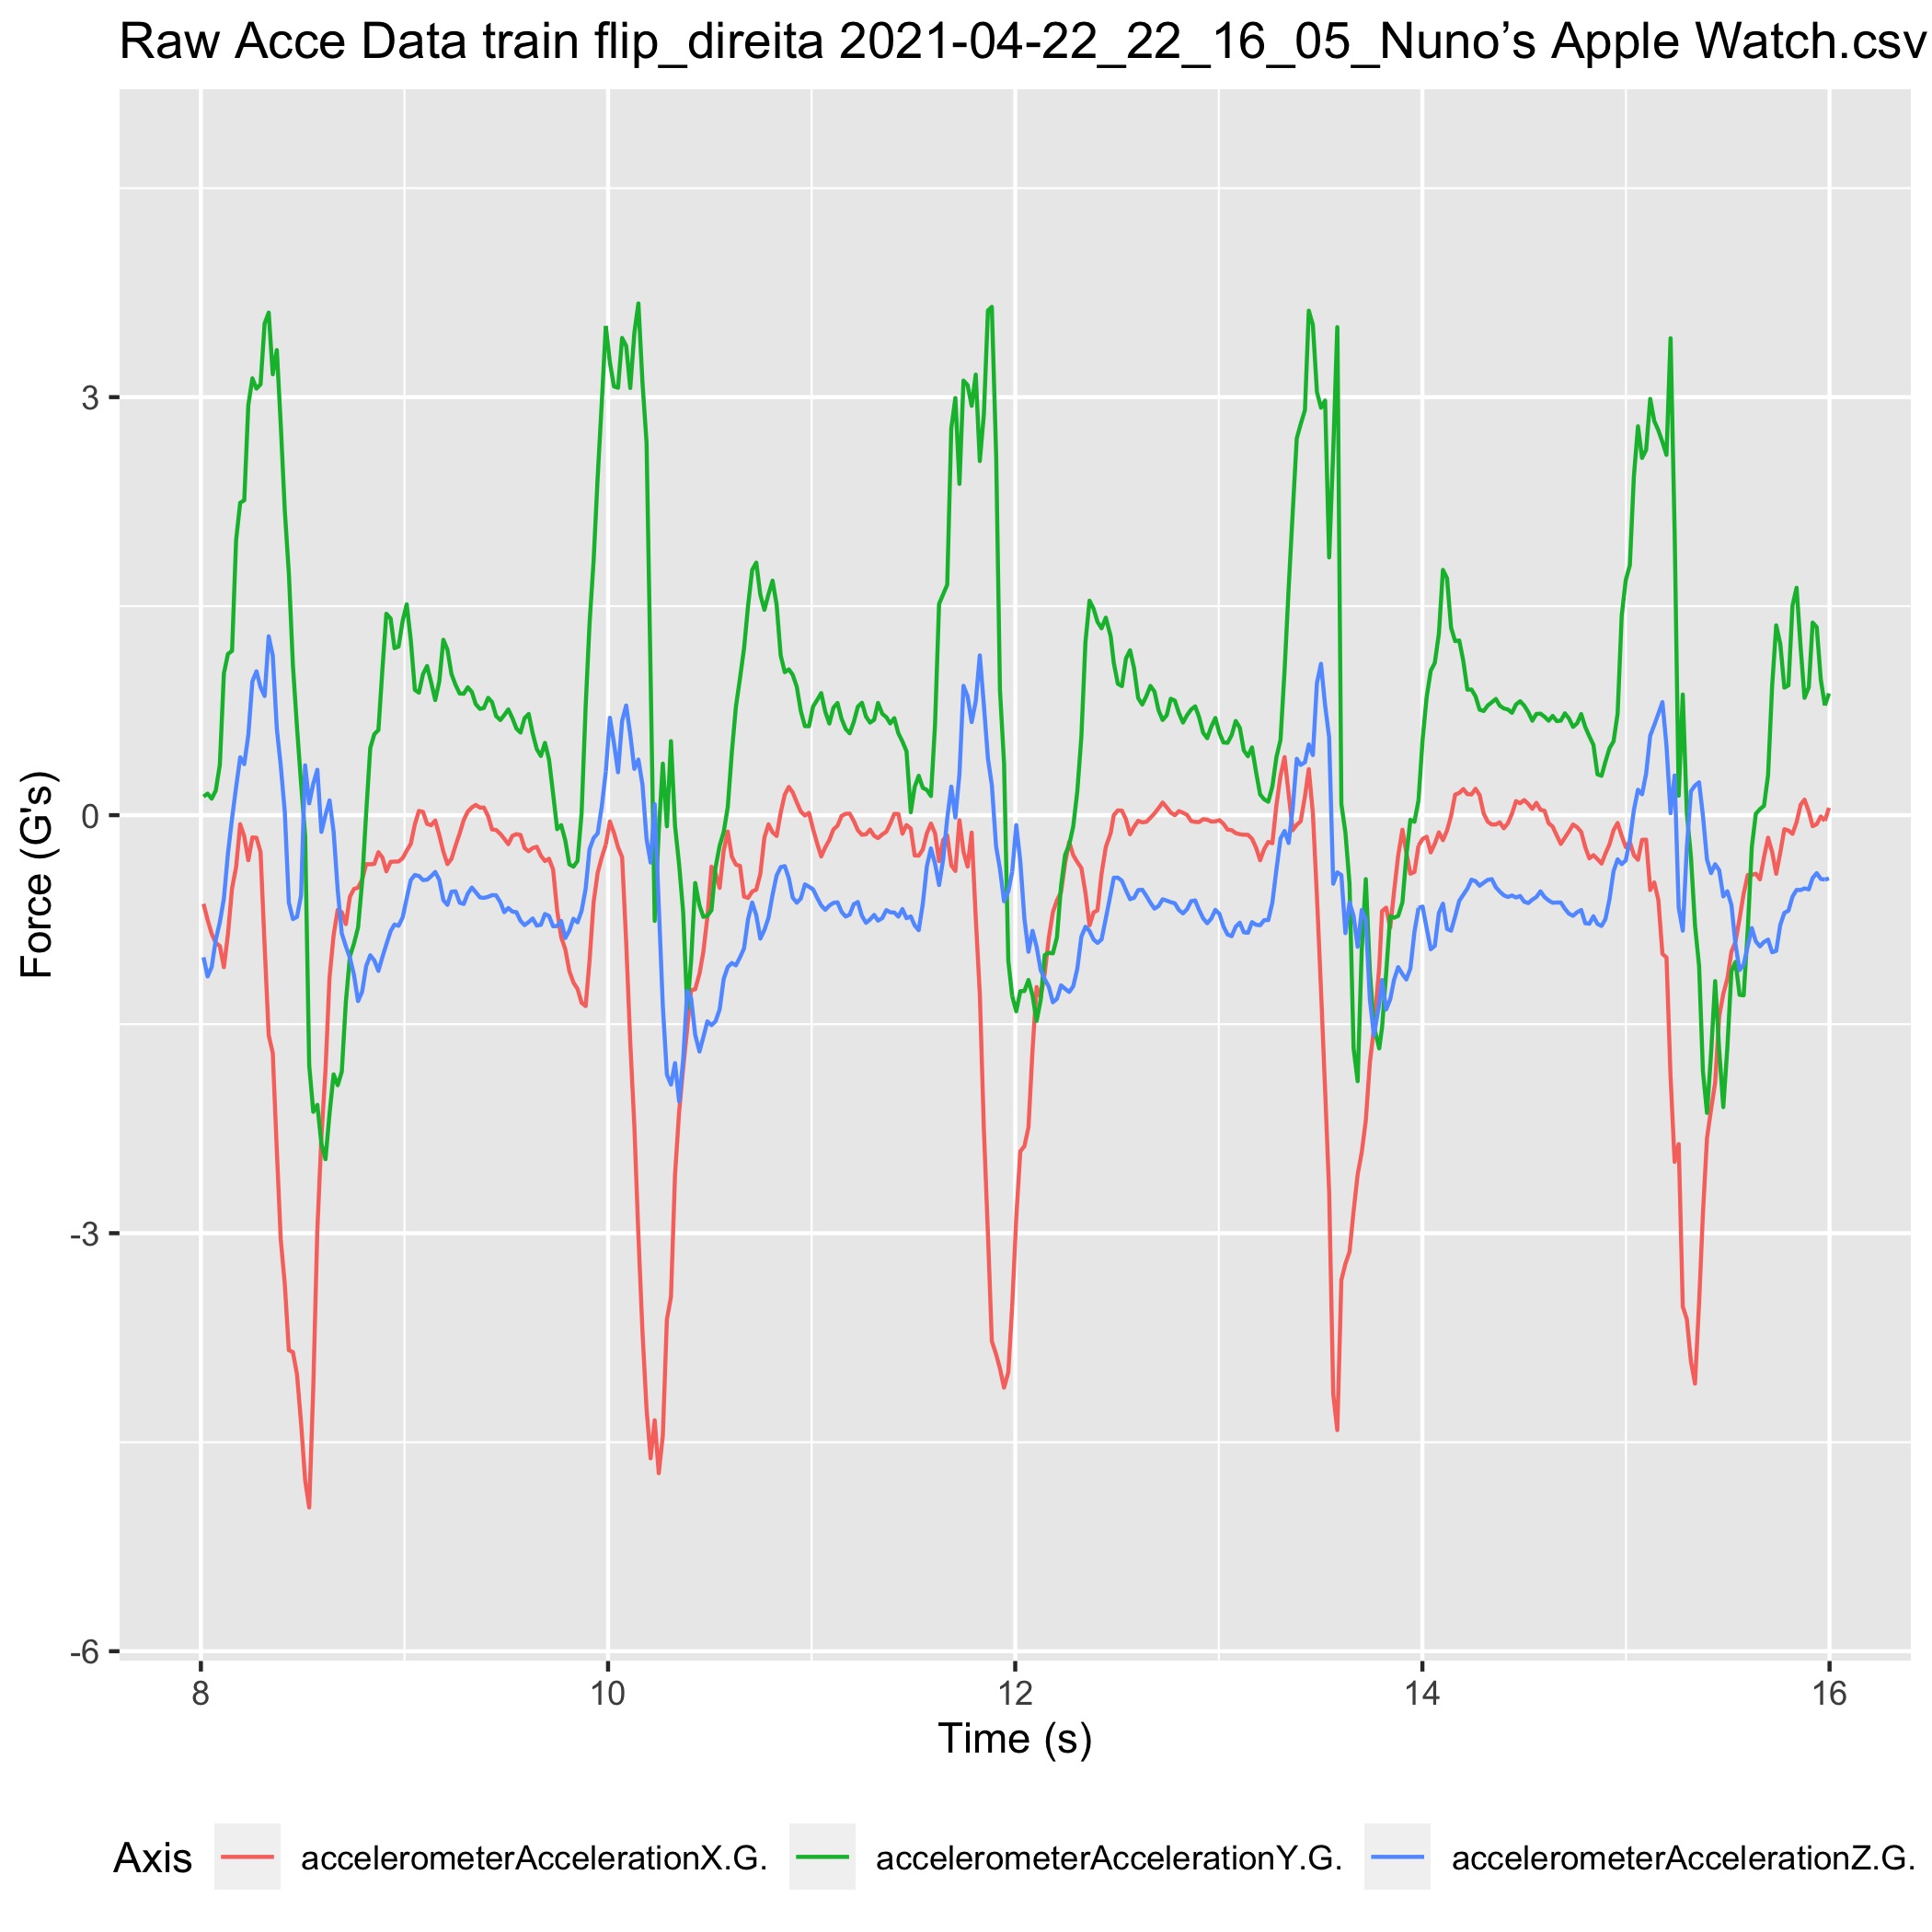 Raw Acce Data train flip_direita 2021-04-22_22_16_05_Nuno’s Apple Watch.csv
3
0
-3
-6
Force (G's)
8 10 12 14 16
Time (s)
Axis accelerometerAccelerationX.G. accelerometerAccelerationY.G. accelerometerAccelerationZ.G.